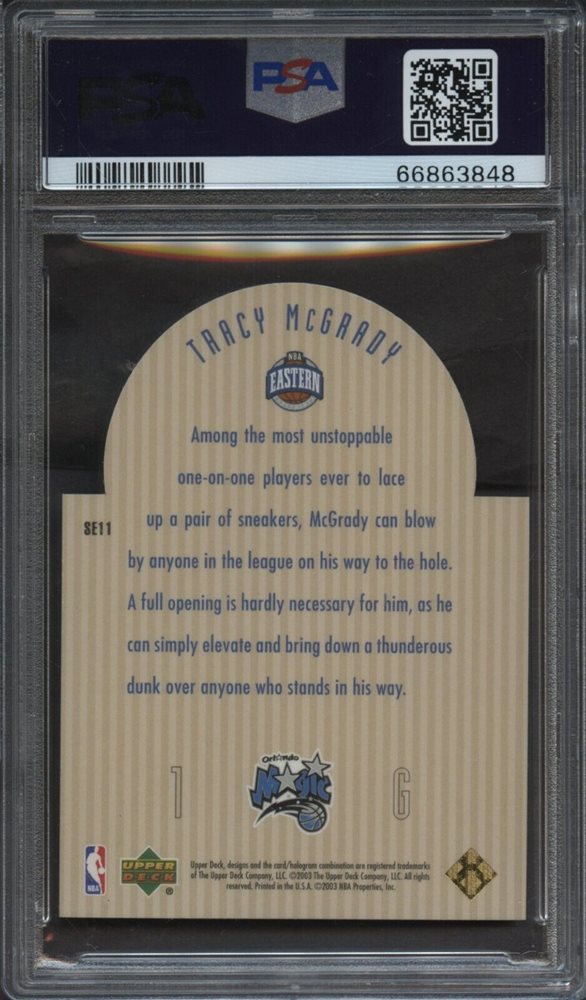 PSA
PSA
66863848
TRACY McGRADY
NBA
EASTERN
Among the most unstoppable
one-on-one players ever to lace
SE11
up a pair of sneakers, McGrady can blow
by anyone in the league on his way to the hole.
A full opening is hardly necessary for him, as he
can simply elevate and bring down a thunderous
dunk over anyone who stands in his way.
1
Orlando
Magic
G
NBA
UPPER
DECK
®
Upper Deck, designs and the card/hologram combination are registered trademarks
of The Upper Deck Company, LLC. ©2003 The Upper Deck Company, LLC. All rights
reserved. Printed in the U.S.A. ©2003 NBA Properties, Inc.